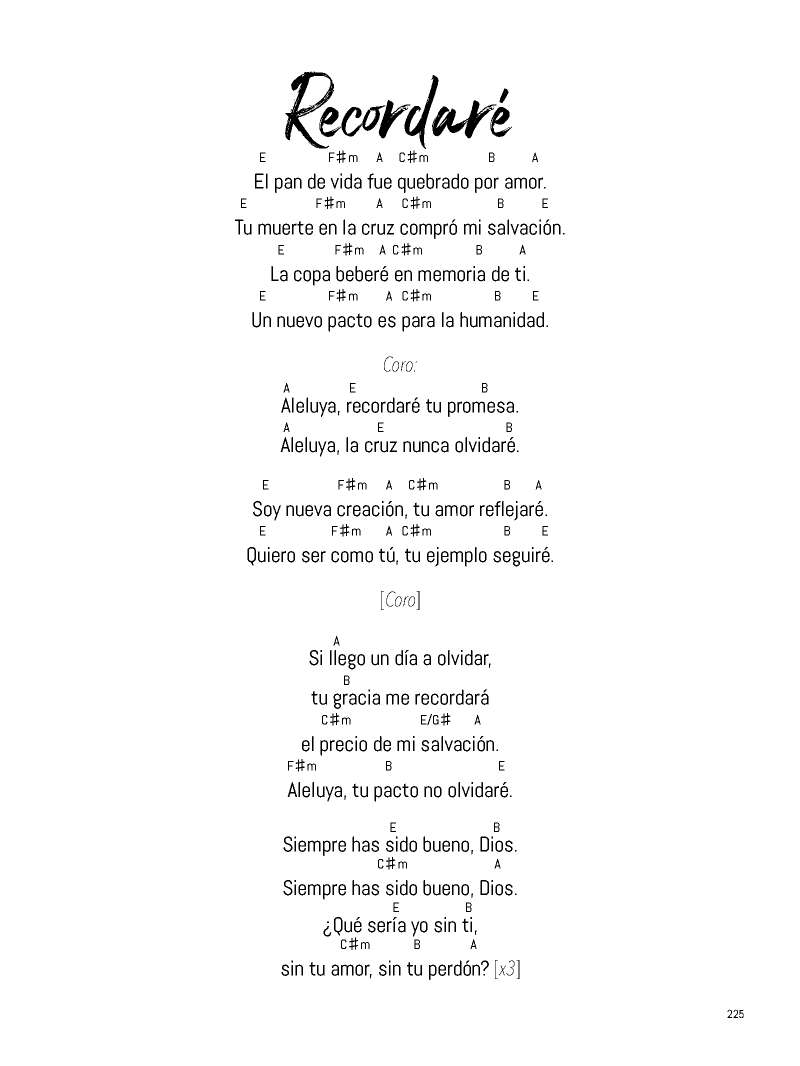 Recordaré
E F♯m A C♯m B A
El pan de vida fue quebrado por amor.
E F♯m A C♯m B E
Tu muerte en la cruz compró mi salvación.
E F♯m A C♯m B A
La copa beberé en memoria de ti.
E F♯m A C♯m B E
Un nuevo pacto es para la humanidad.
Coro:
A E B
Aleluya, recordaré tu promesa.
A E B
Aleluya, la cruz nunca olvidaré.
E F♯m A C♯m B A
Soy nueva creación, tu amor reflejaré.
E F♯m A C♯m B E
Quiero ser como tú, tu ejemplo seguiré.
[Coro]
A
Si llego un día a olvidar,
B
tu gracia me recordará
C♯m E/G♯ A
el precio de mi salvación.
F♯m B E
Aleluya, tu pacto no olvidaré.
E B
Siempre has sido bueno, Dios.
C♯m A
Siempre has sido bueno, Dios.
E B
¿Qué sería yo sin ti,
C♯m B A
sin tu amor, sin tu perdón? [x3]
225